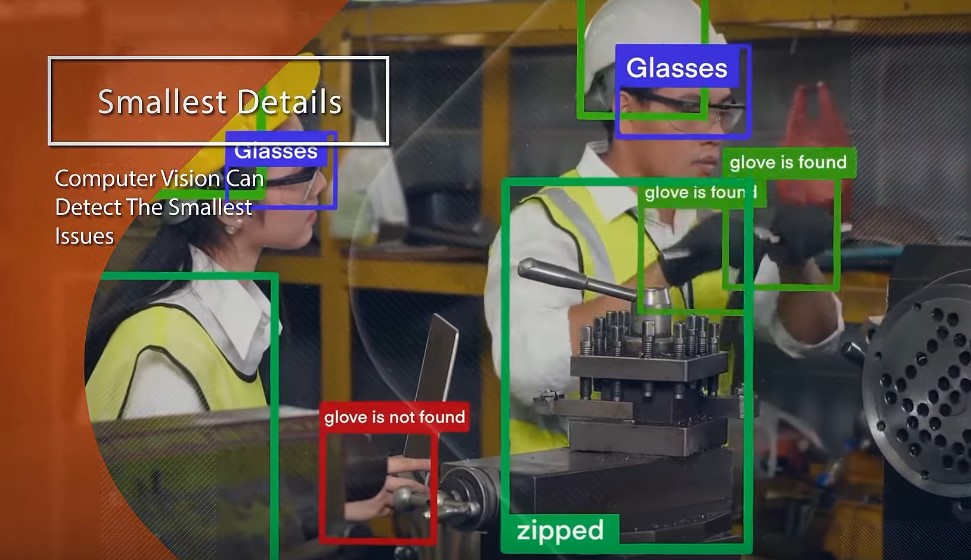 Smallest Details
Glasses
Computer Vision Can
Detect The Smallest
Issues
Glasses
glove is found
glove is found
glove is not found
zipped